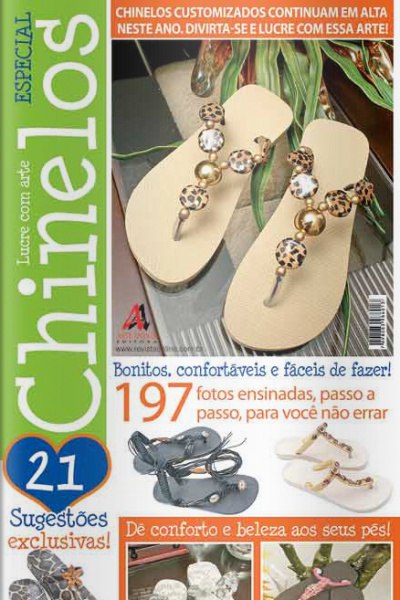 CHINELOS CUSTOMIZADOS CONTINUAM EM ALTA
NESTE ANO. DIVIRTA-SE E LUCRE COM ESSA ARTE!
ESPECIAL
Lucre com arte
Chinelos
Bonitos, confortáveis e fáceis de fazer!
197 fotos ensinadas, passo a
passo, para você não errar
21
Sugestões
exclusivas!
Dê conforto e beleza aos seus pés!